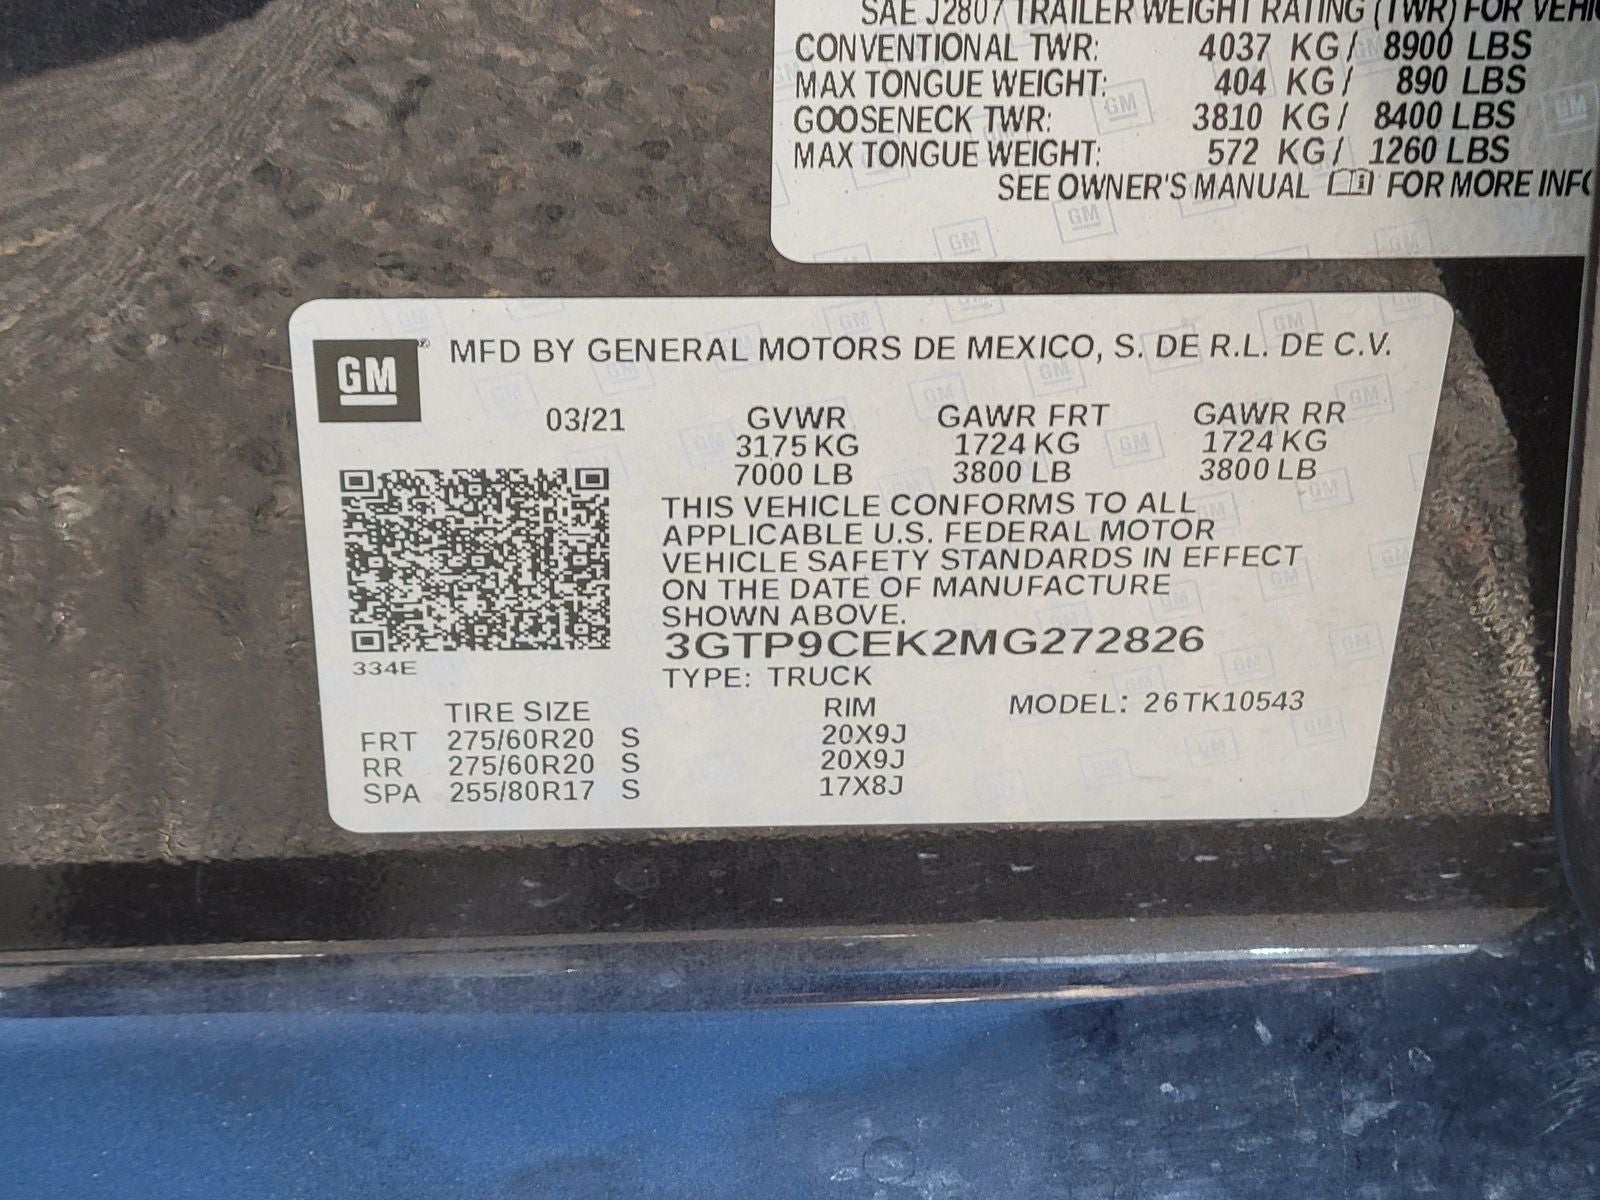 SAE J2807 TRAILER WEIGHT RATING (TWR) FOR
CONVENTIONAL TWR: 4037 KG/ 8900 LBS
MAX TONGUE WEIGHT: 404 KG/ 890 LBS
GOOSENECK TWR: 3810 KG/ 8400 LBS
MAX TONGUE WEIGHT: 572 KG/ 1260 LBS
SEE OWNER'S MANUAL FOR MORE
GM
MFD BY GENERAL MOTORS DE MEXICO, S. DE R.L. DE C.V.
03/21 GVWR GAWR FRT GAWR RR
3175 KG 1724 KG 1724 KG
7000 LB 3800 LB 3800 LB
THIS VEHICLE CONFORMS TO ALL
APPLICABLE U.S. FEDERAL MOTOR
VEHICLE SAFETY STANDARDS IN EFFECT
ON THE DATE OF MANUFACTURE
SHOWN ABOVE.
3GTP9CEK2MG272826
334E
TYPE: TRUCK
TIRE SIZE RIM MODEL: 26TK10543
FRT 275/60R20 S 20X9J
RR 275/60R20 S 20X9J
SPA 255/80R17 S 17X8J